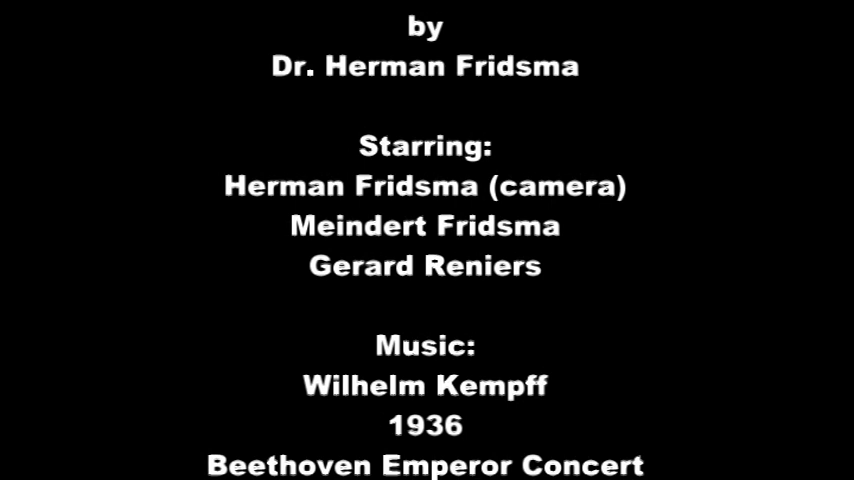 by
Dr. Herman Fridsma
Starring:
Herman Fridsma (camera)
Meindert Fridsma
Gerard Reniers
Music:
Wilhelm Kempff
1936
Beethoven Emperor Concert